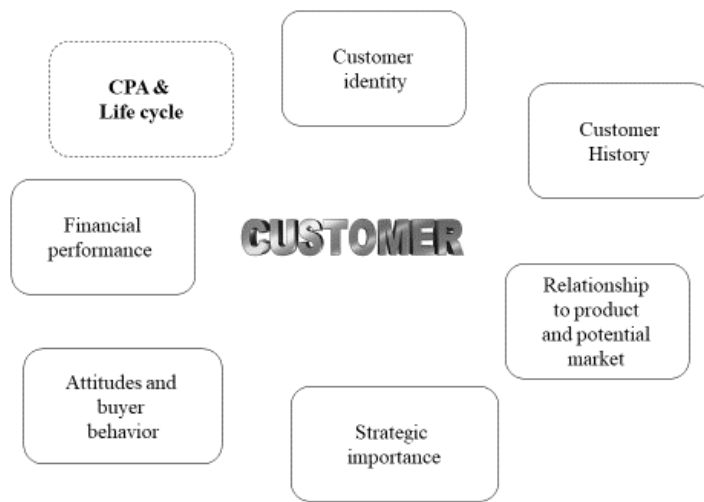 CPA &
Life cycle
Customer
identity
Customer
History
Financial
performance
CUSTOMER
Relationship
to product
and potential
market
Attitudes and
buyer
behavior
Strategic
importance